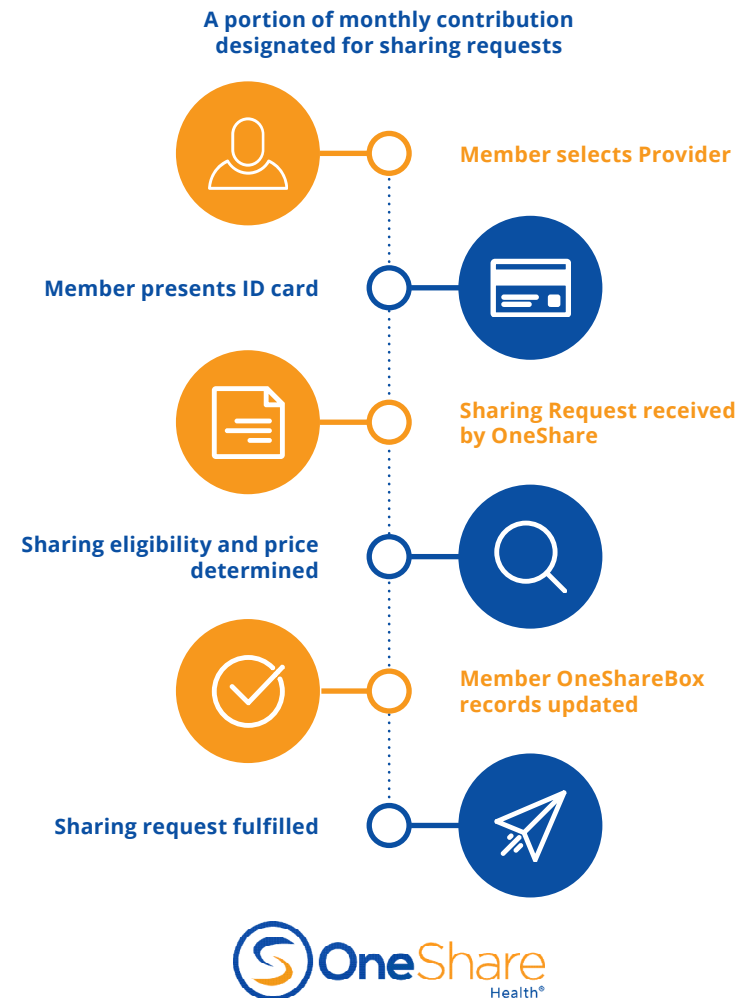 A portion of monthly contribution
designated for sharing requests
Member selects Provider
Member presents ID card
Sharing Request received
by OneShare
Sharing eligibility and price
determined
Member OneShareBox
records updated
Sharing request fulfilled
OneShare
Health®